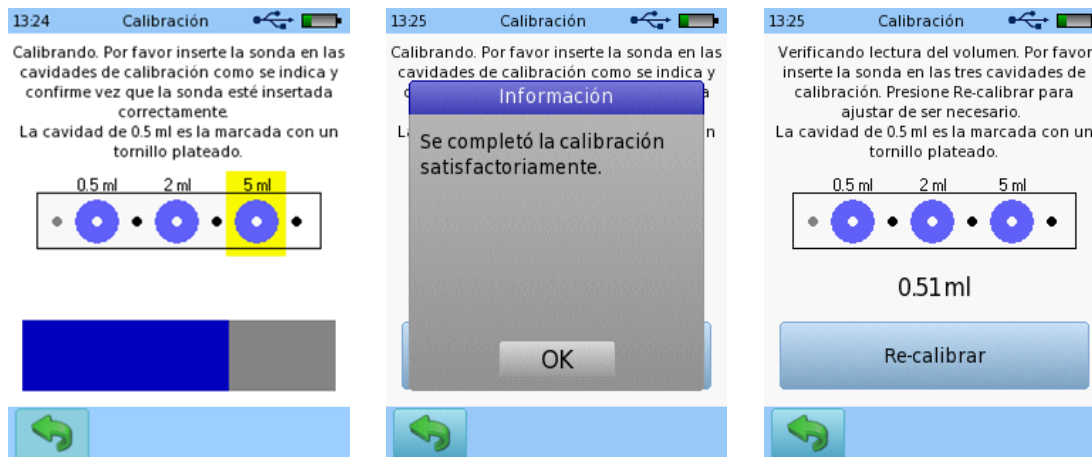 13:24 Calibración
Calibrando. Por favor inserte la sonda en las
cavidades de calibración como se indica y
confirme vez que la sonda esté insertada
correctamente.
La cavidad de 0.5 ml es la marcada con un
tornillo plateado.
0.5 ml 2 ml 5 ml
13:25 Calibración
Calibrando. Por favor inserte la sonda en las
cavidades de calibración como se indica y
Información
Se completó la calibración
satisfactoriamente.
OK
13:25 Calibración
Verificando lectura del volumen. Por favor
inserte la sonda en las tres cavidades de
calibración. Presione Re-calibrar para
ajustar de ser necesario.
La cavidad de 0.5 ml es la marcada con un
tornillo plateado.
0.5 ml 2 ml 5 ml
0.51 ml
Re-calibrar